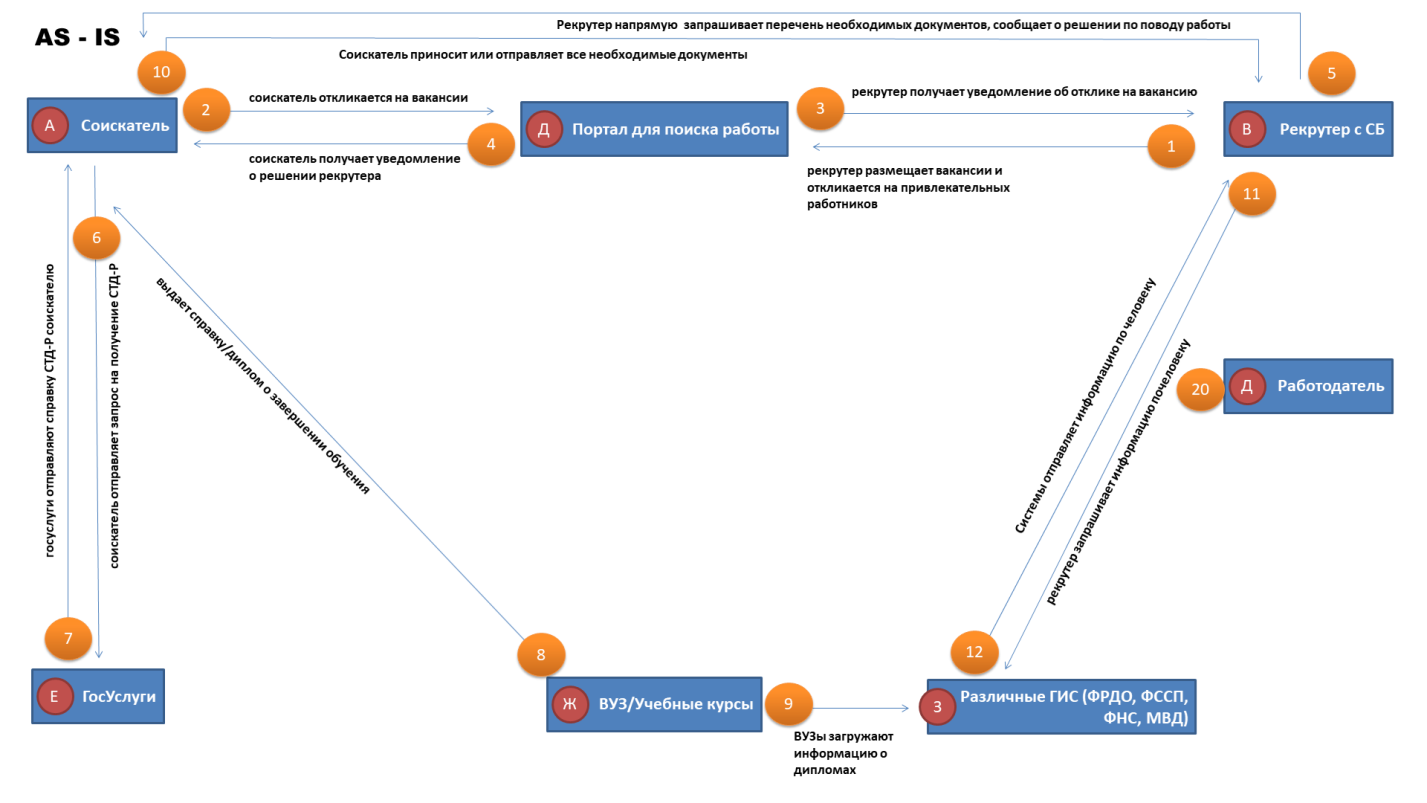 AS - IS
Рекрутер напрямую запрашивает перечень необходимых документов, сообщает о решении по поводу работы
Соискатель приносит или отправляет все необходимые документы
10
5
2
соискатель откликается на вакансии
3
рекрутер получает уведомление об отклике на вакансию
А Соискатель
Д Портал для поиска работы
В Рекрутер с СБ
4
1
соискатель получает уведомление
о решении рекрутера
рекрутер размещает вакансии и
откликается на привлекательных
работников
11
6
госуслуги отправляют справку СТД-Р соискателю
соискатель отправляет запрос на получение СТД-Р
выдает справку/диплом о завершении обучения
Системы отправляет информацию по человеку
рекрутер запрашивает информацию почеловеку
20
Д Работодатель
7
8
12
Е ГосУслуги
Ж ВУЗ/Учебные курсы
9
З Различные ГИС (ФРДО, ФССП,
ФНС, МВД)
ВУЗы загружают
информацию о
дипломах